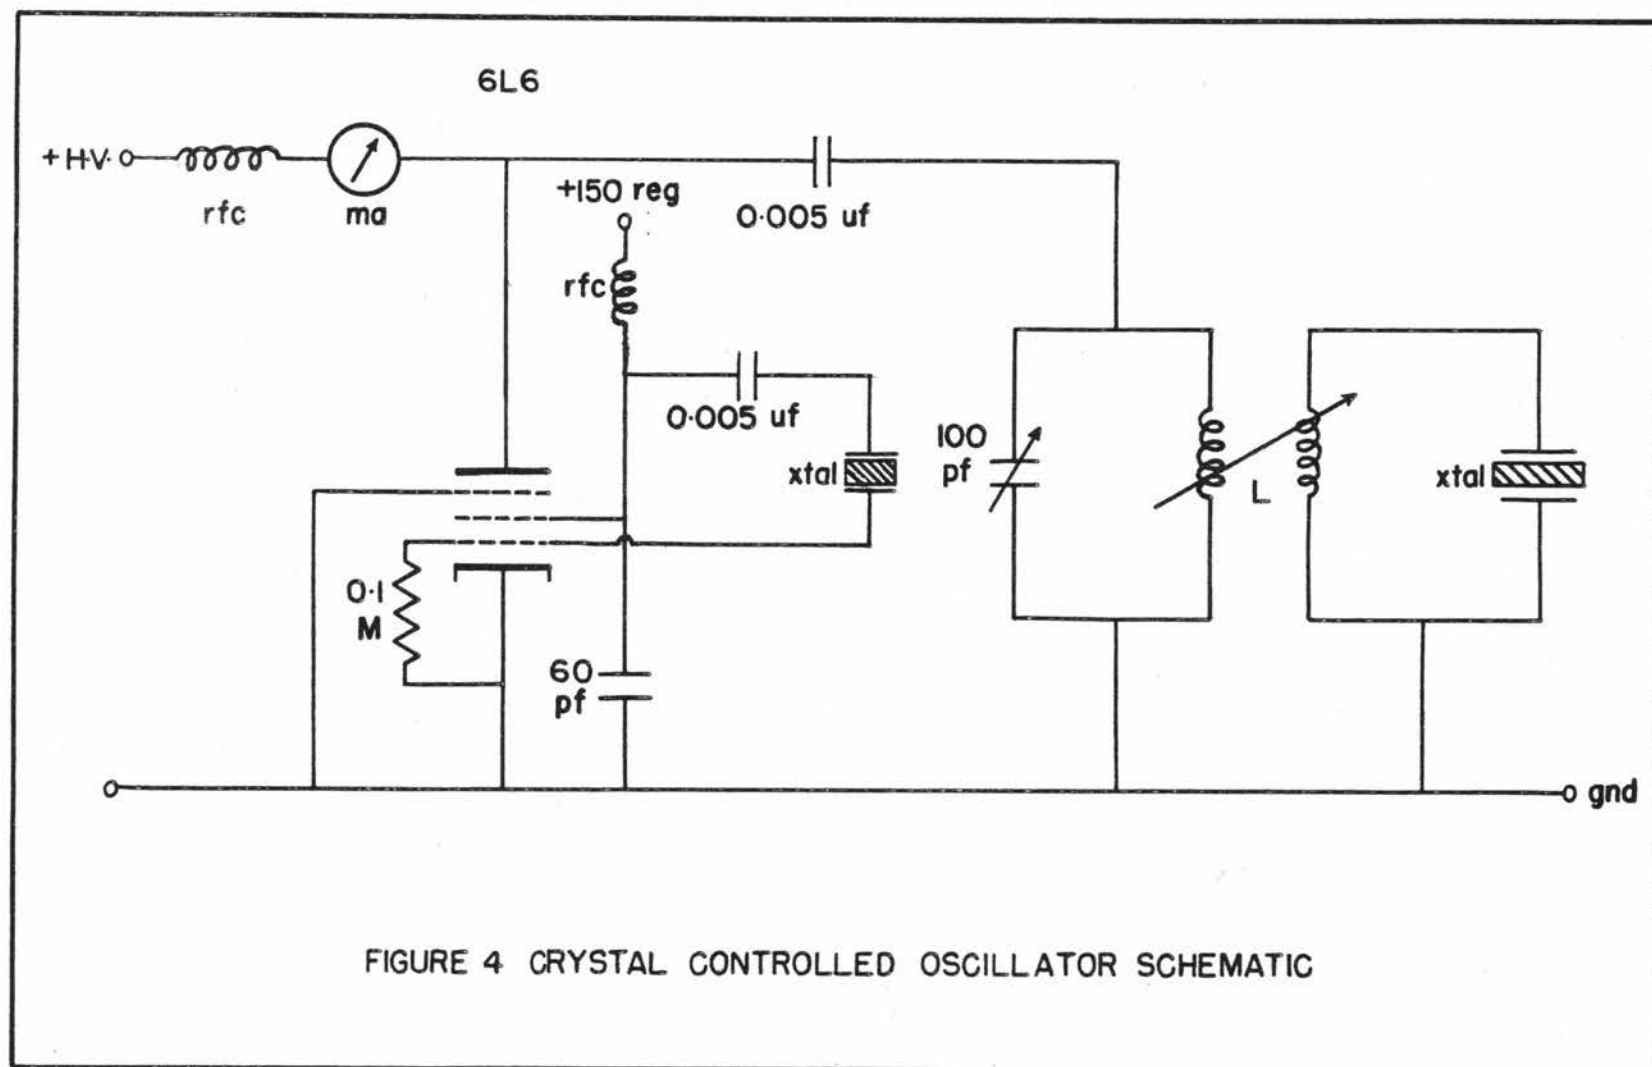 6L6
+H.V.
rfc
ma
+150 reg
0.005 uf
rfc
0.005 uf
xtal
100
pf
L
xtal
0.1
M
60
pf
gnd
FIGURE 4 CRYSTAL CONTROLLED OSCILLATOR SCHEMATIC